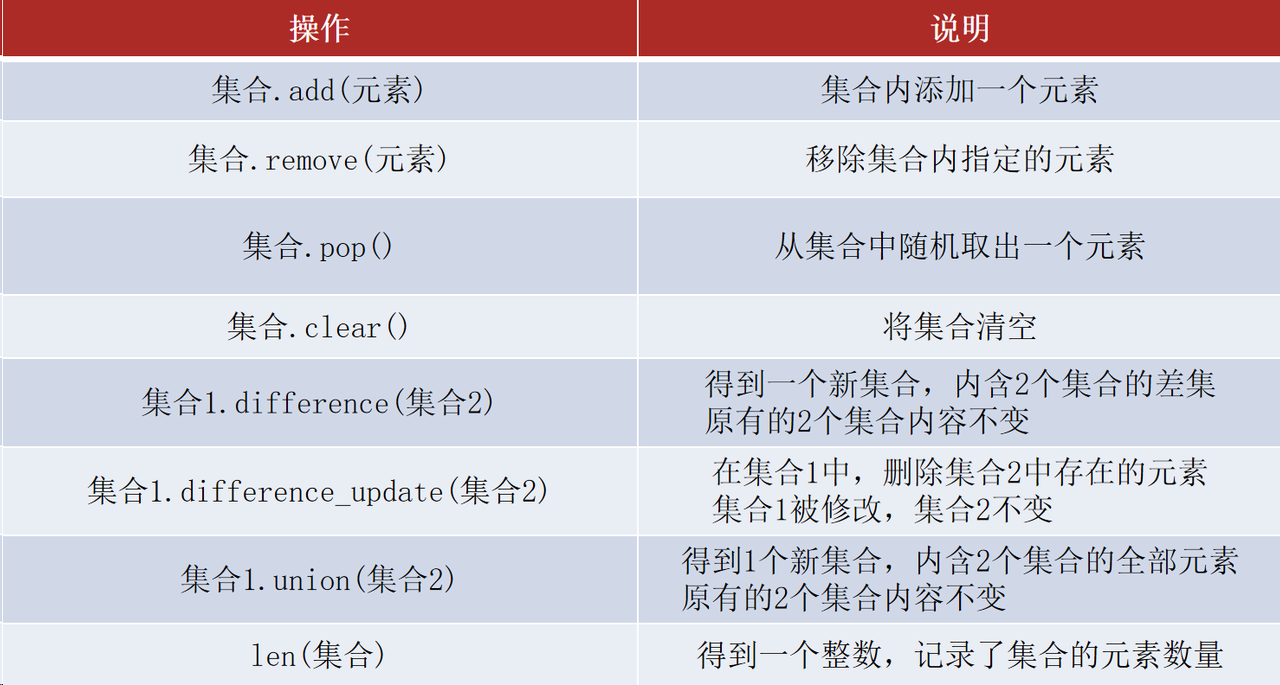 操作
说明
集合.add(元素)
集合内添加一个元素
集合.remove(元素)
移除集合内指定的元素
集合.pop()
从集合中随机取出一个元素
集合.clear()
将集合清空
集合1.difference(集合2)
得到一个新集合，内含2个集合的差集
原有的2个集合内容不变
集合1.difference_update(集合2)
在集合1中，删除集合2中存在的元素
集合1被修改，集合2不变
集合1.union(集合2)
得到1个新集合，内含2个集合的全部元素
原有的2个集合内容不变
len(集合)
得到一个整数，记录了集合的元素数量